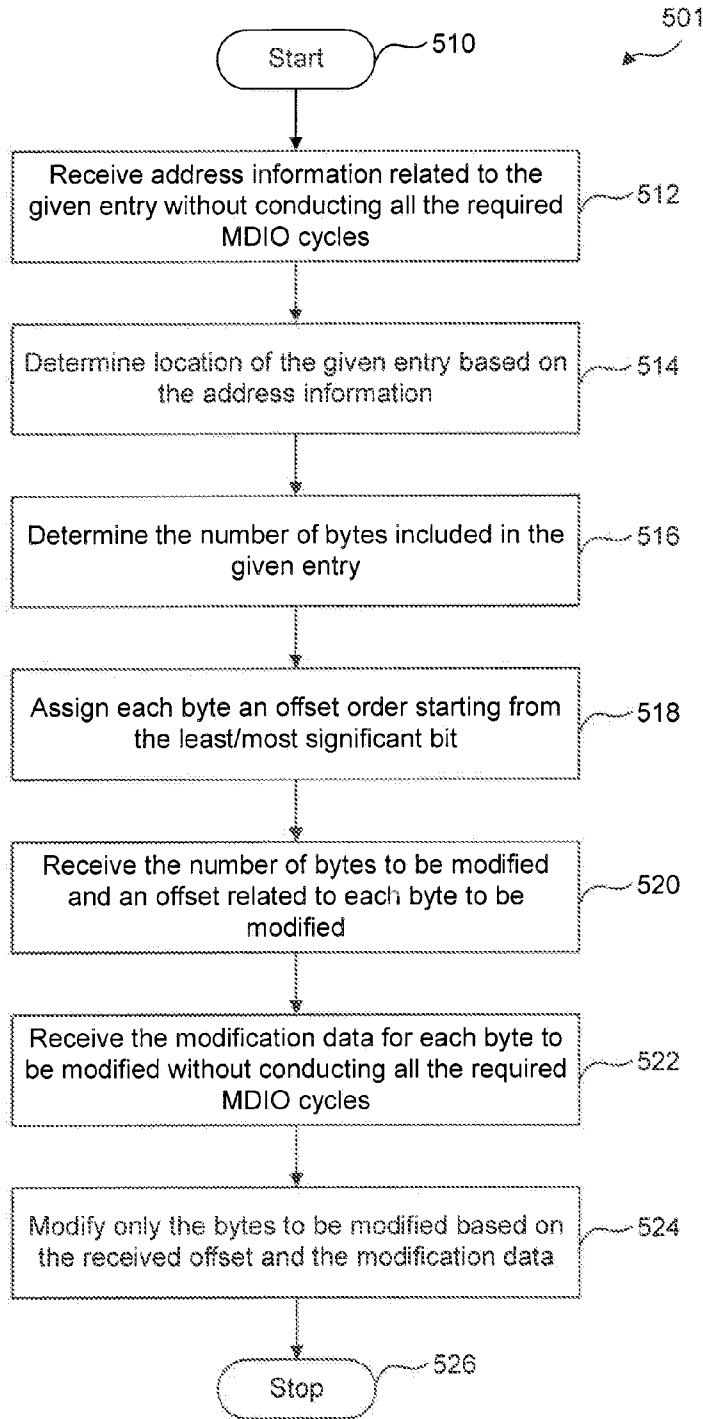 501
Start
510
Receive address information related to the
given entry without conducting all the required
MDIO cycles
512
Determine location of the given entry based on
the address information
514
Determine the number of bytes included in the
given entry
516
Assign each byte an offset order starting from
the least/most significant bit
518
Receive the number of bytes to be modified
and an offset related to each byte to be
modified
520
Receive the modification data for each byte to
be modified without conducting all the required
MDIO cycles
522
Modify only the bytes to be modified based on
the received offset and the modification data
524
Stop
526